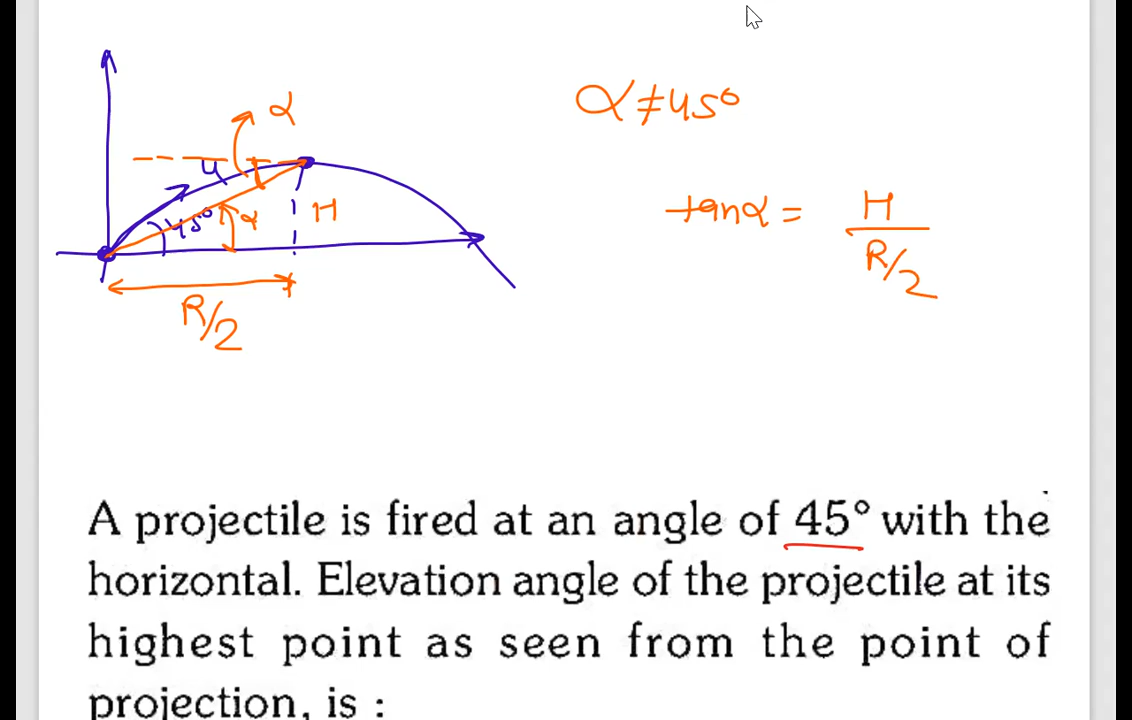 α
α ≠ 45°
u
45°
α
H
tanα = H
R/2
R/2
A projectile is fired at an angle of 45° with the
horizontal. Elevation angle of the projectile at its
highest point as seen from the point of
projection, is :